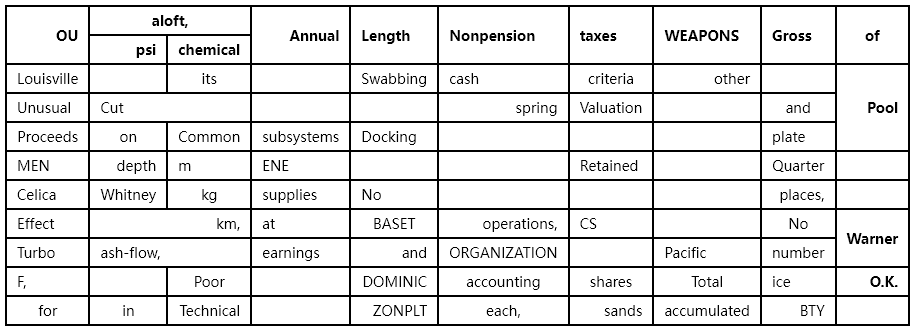 OU aloft, Annual Length Nonpension taxes WEAPONS Gross of
psi chemical
Louisville its Swabbing cash criteria other
Unusual Cut spring Valuation and Pool
Proceeds on Common subsystems Docking plate
MEN depth m ENE Retained Quarter
Celica Whitney kg supplies No places,
Effect km, at BASET operations, CS No Warner
Turbo ash-flow, earnings and ORGANIZATION Pacific number
F, Poor DOMINIC accounting shares Total ice O.K.
for in Technical ZONPLT each, sands accumulated BTY